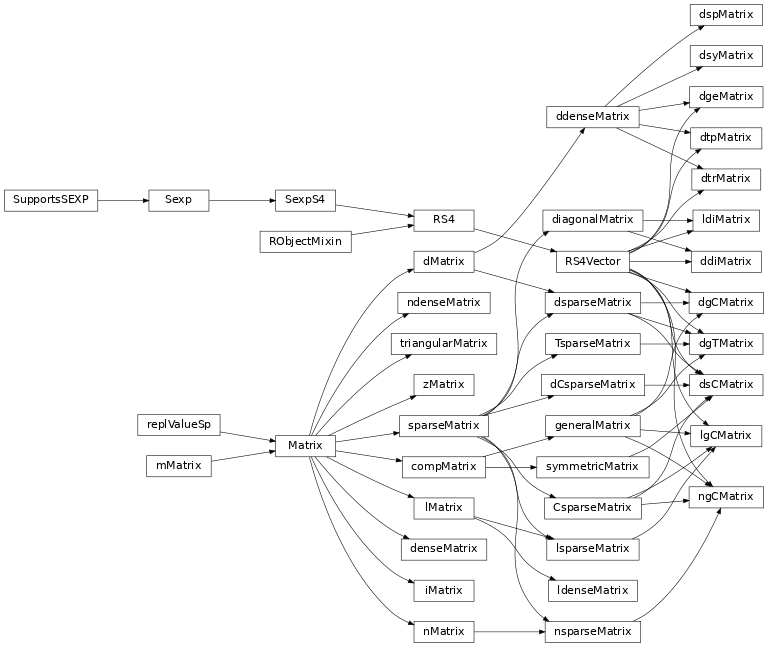 dspMatrix
dsyMatrix
dgeMatrix
ddenseMatrix
dtpMatrix
dtrMatrix
SupportsSEXP
Sexp
SexpS4
RS4
diagonalMatrix
ldiMatrix
RObjectMixin
dMatrix
RS4Vector
ddiMatrix
ndenseMatrix
dsparseMatrix
dgCMatrix
triangularMatrix
TsparseMatrix
dgTMatrix
zMatrix
dCsparseMatrix
dsCMatrix
replValueSp
sparseMatrix
generalMatrix
lgCMatrix
Matrix
mMatrix
compMatrix
symmetricMatrix
ngCMatrix
lMatrix
CsparseMatrix
denseMatrix
lsparseMatrix
iMatrix
ldenseMatrix
nMatrix
nsparseMatrix